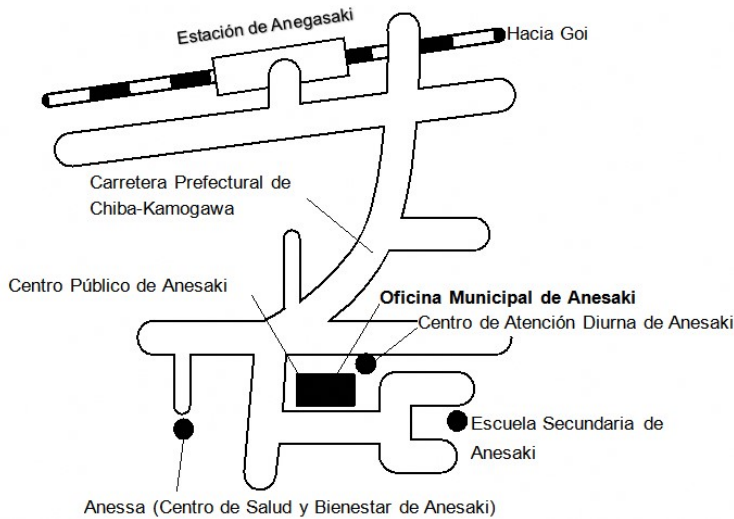 Estación de Anegasaki
Hacia Goi
Carretera Prefectural de
Chiba-Kamogawa
Centro Público de Anesaki
Oficina Municipal de Anesaki
Centro de Atención Diurna de Anesaki
Escuela Secundaria de
Anesaki
Anessa (Centro de Salud y Bienestar de Anesaki)